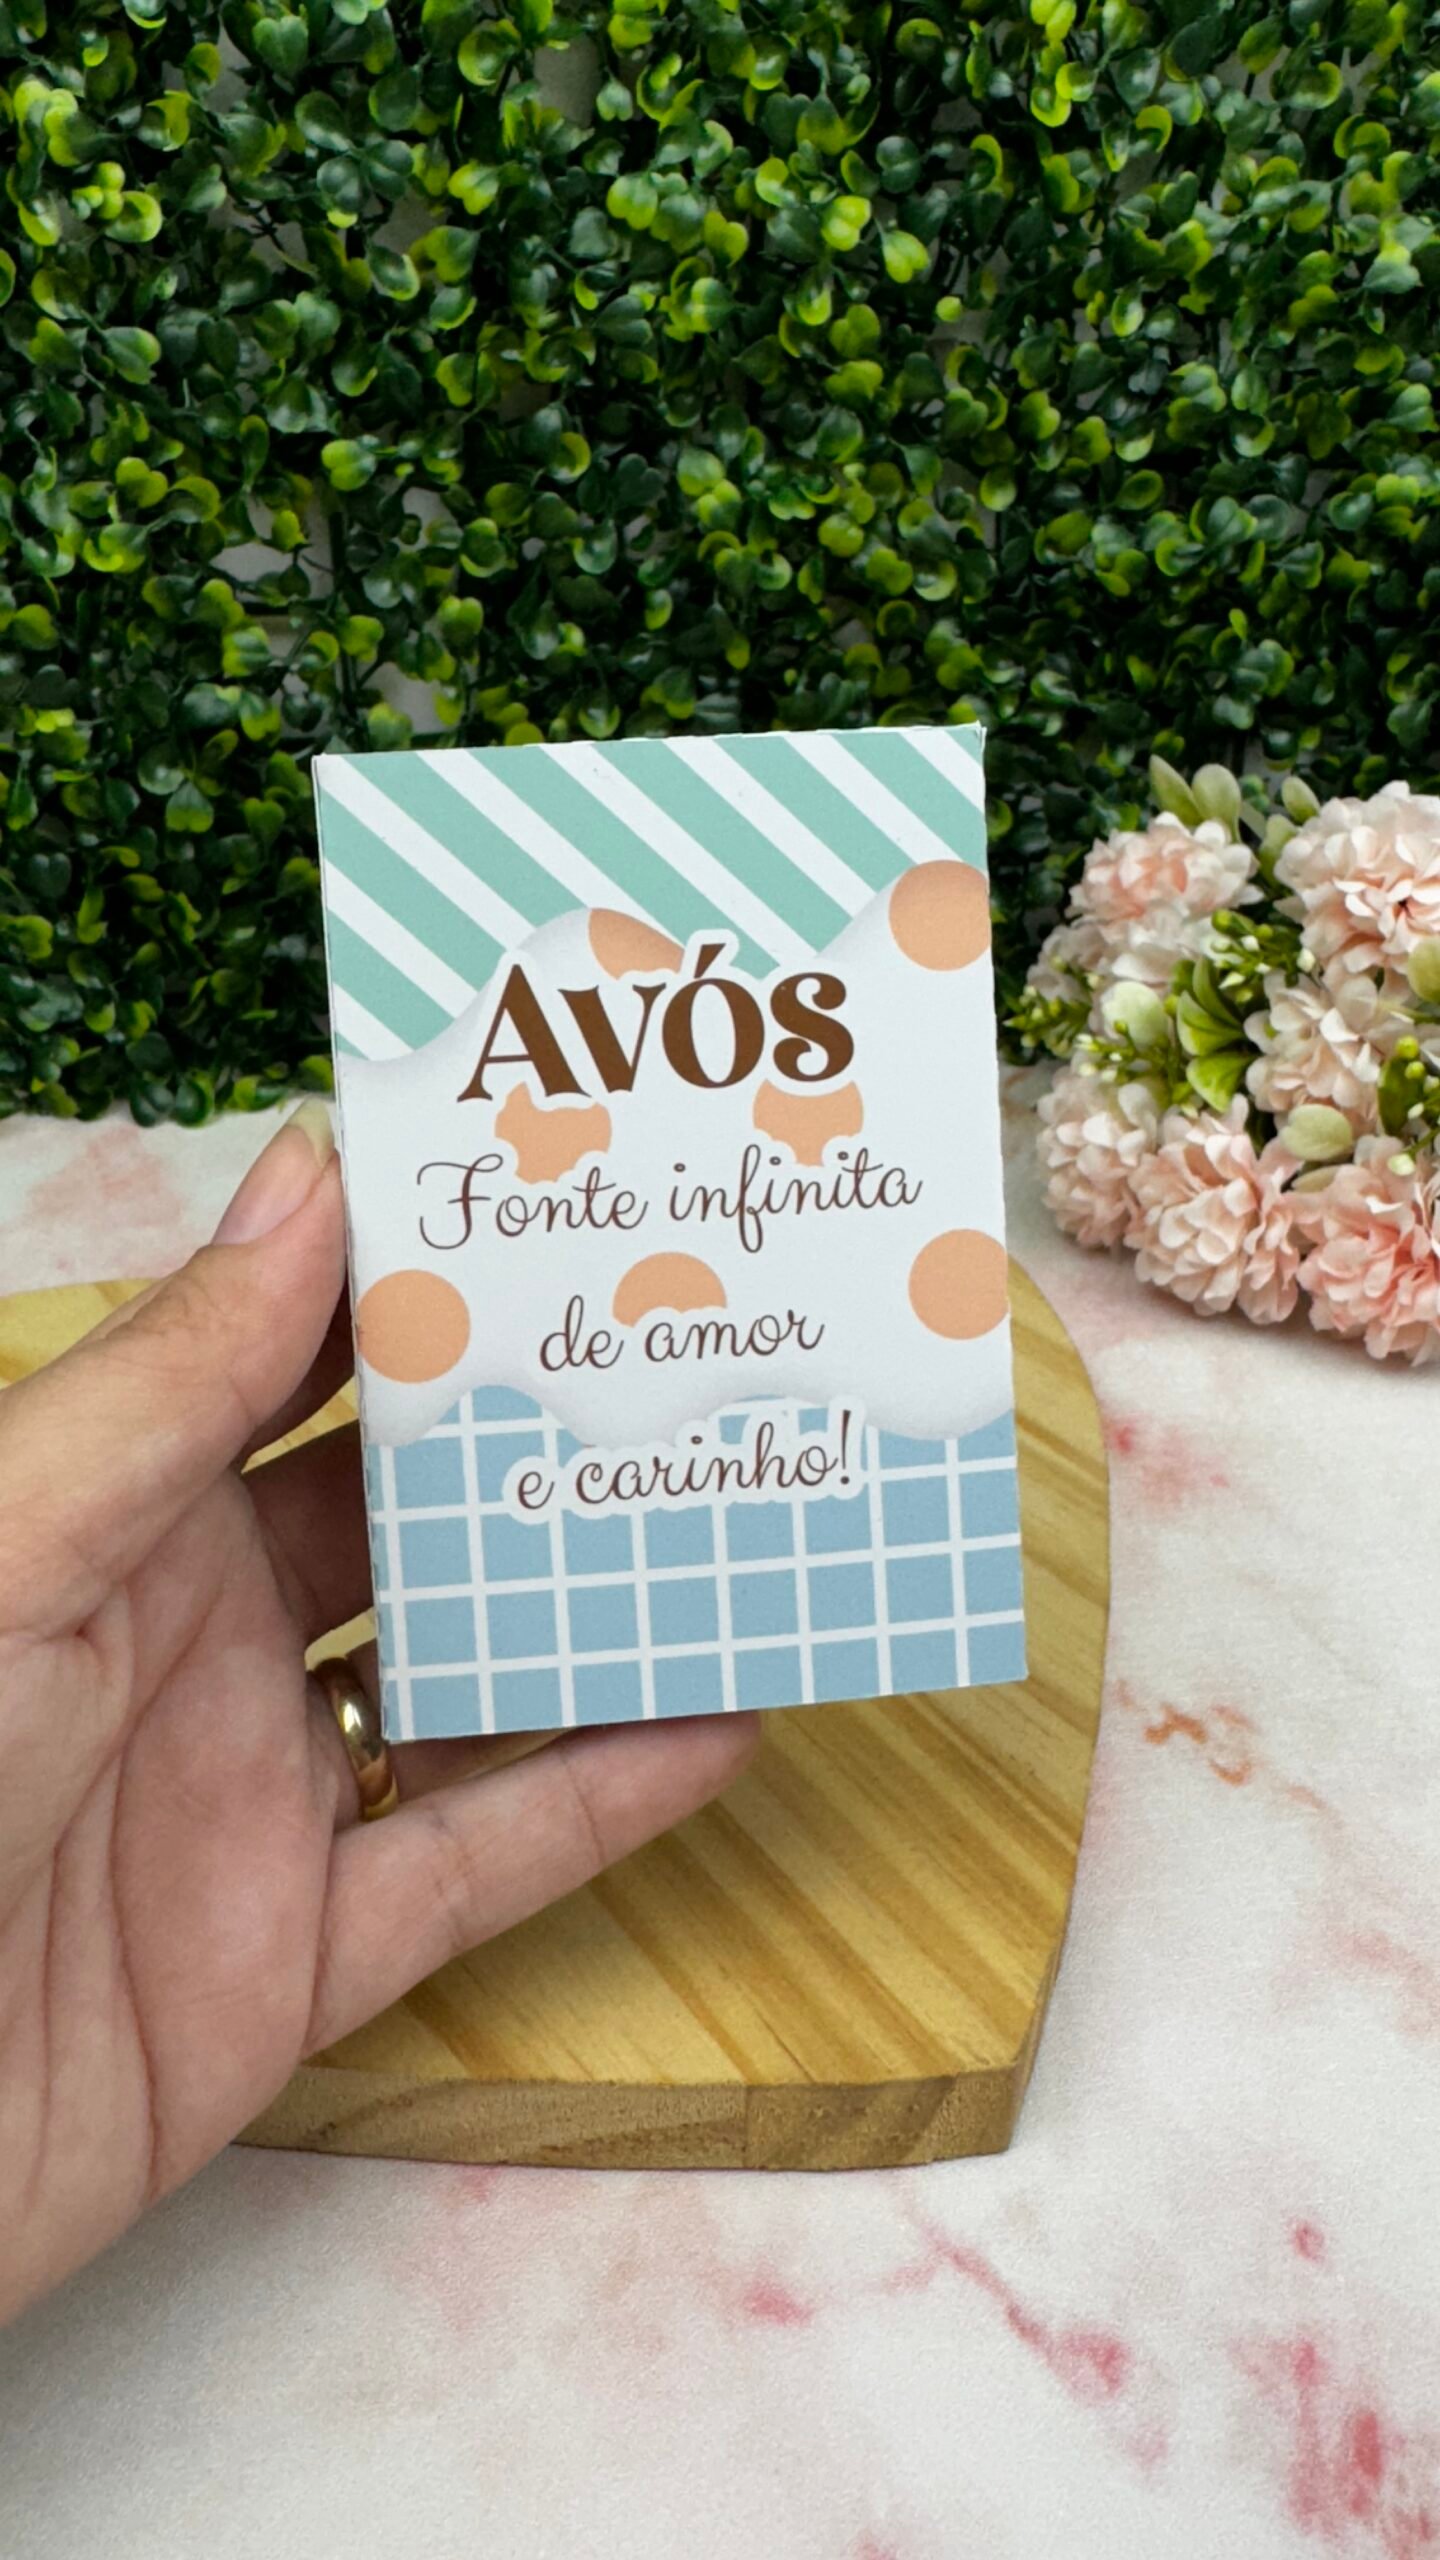 Avós
Fonte infinita
de amor
e carinho!